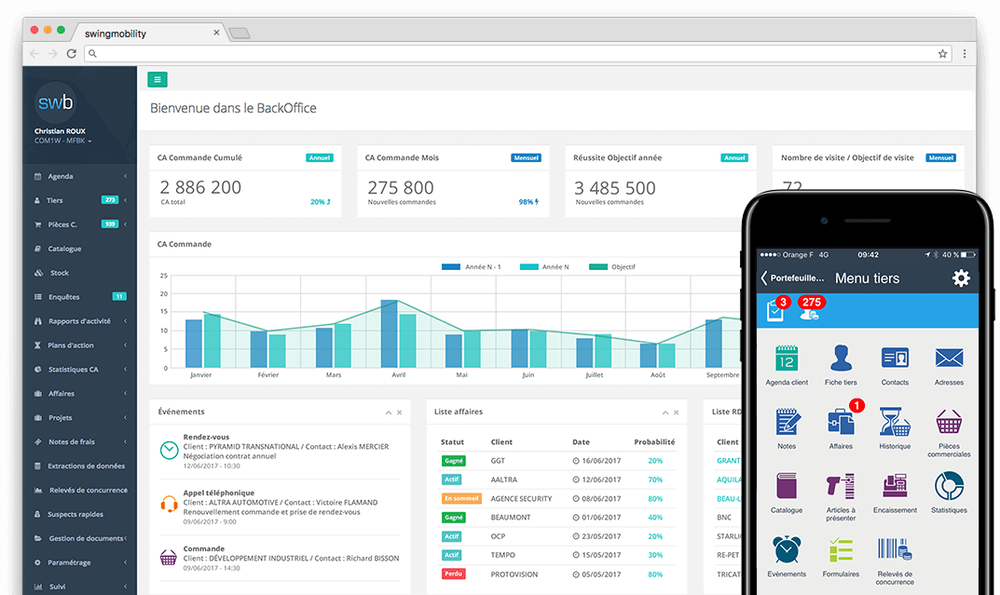 swingmobility
swb
Christian ROUX
COM1W - MFBK
Agenda
Tiers 273
Pièces C. 939
Catalogue
Stock
Enquêtes 11
Rapports d'activité
Plans d'action
Statistiques CA
Affaires
Projets
Notes de frais
Extractions de données
Relevés de concurrence
Suspects rapides
Gestion de documents
Paramétrage
Suivi
Bienvenue dans le BackOffice
CA Commande Cumulé Annuel
2 886 200
CA total 20%
CA Commande Mois Mensuel
275 800
Nouvelles commandes 98%
Réussite Objectif année Annuel
3 485 500
Nouvelles commandes
Nombre de visite / Objectif de visite Mensuel
72
CA Commande
Année N - 1 Année N Objectif
25
20
15
10
5
0
Janvier Février Mars Avril Mai Juin Juillet Août Septembre
Événements
Rendez-vous
Client : PYRAMID TRANSNATIONAL / Contact : Alexis MERCIER
Négociation contrat annuel
12/06/2017 - 10:30
Appel téléphonique
Client : ALTRA AUTOMOTIVE / Contact : Victoire FLAMAND
Renouvellement commande et prise de rendez-vous
09/06/2017 - 9:00
Commande
Client : DÉVELOPPEMENT INDUSTRIEL / Contact : Richard BISSON
09/06/2017 - 14:30
Liste affaires
Statut Client Date Probabilité
Gagné GGT 16/06/2017 20%
Actif AALTRA 12/06/2017 70%
En sommeil AGENCE SECURITY 08/06/2017 80%
Gagné BEAUMONT 01/06/2017 40%
Actif OCP 23/05/2017 20%
Actif TEMPO 15/05/2017 30%
Perdu PROTOVISION 05/05/2017 80%
Liste RD
Client
GRANT
AQUILA
BEAU-L
BNC
STARLI
RE-PET
TRICAT
Orange F 4G 09:42 40 %
Portefeuille... Menu tiers
3 275
12
Agenda client Fiche tiers Contacts Adresses
1
Notes Affaires Historique Pièces
commerciales
Catalogue Articles à
présenter Encaissement Statistiques
Evénements Formulaires Relevés de
concurrence